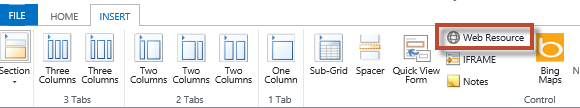 FILE HOME INSERT
Section
Three Columns
Three Columns
3 Tabs
Two Columns
Two Columns
Two Columns
2 Tabs
One Column
1 Tab
Sub-Grid
Spacer
Quick View Form
Web Resource
IFRAME
Notes
Bing Maps
Control